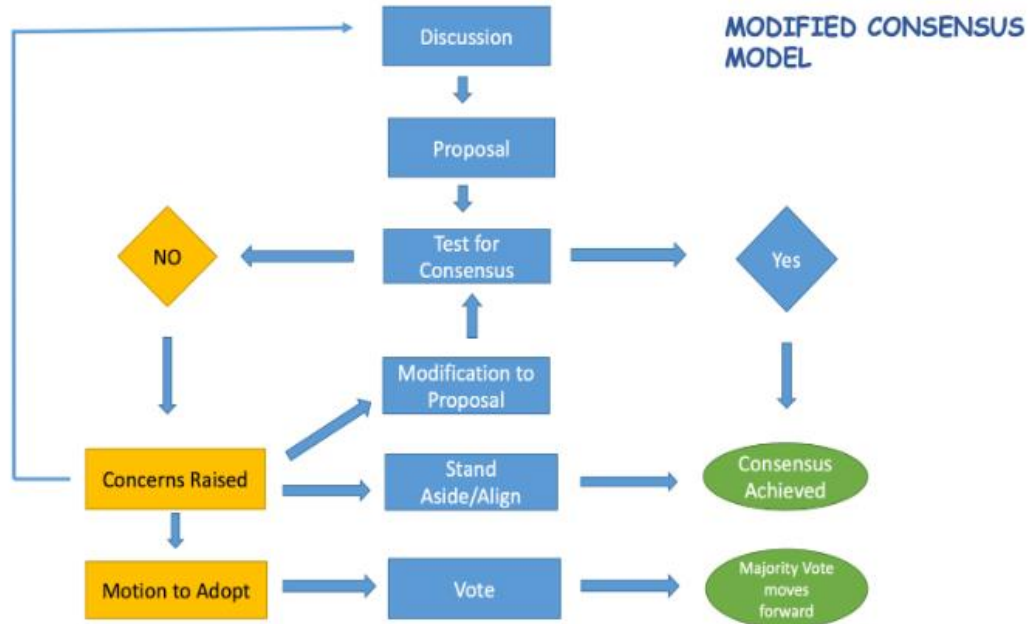 MODIFIED CONSENSUS
MODEL
Discussion
Proposal
NO
Test for
Consensus
Yes
Modification to
Proposal
Concerns Raised
Stand
Aside/Align
Consensus
Achieved
Motion to Adopt
Vote
Majority Vote
moves
forward